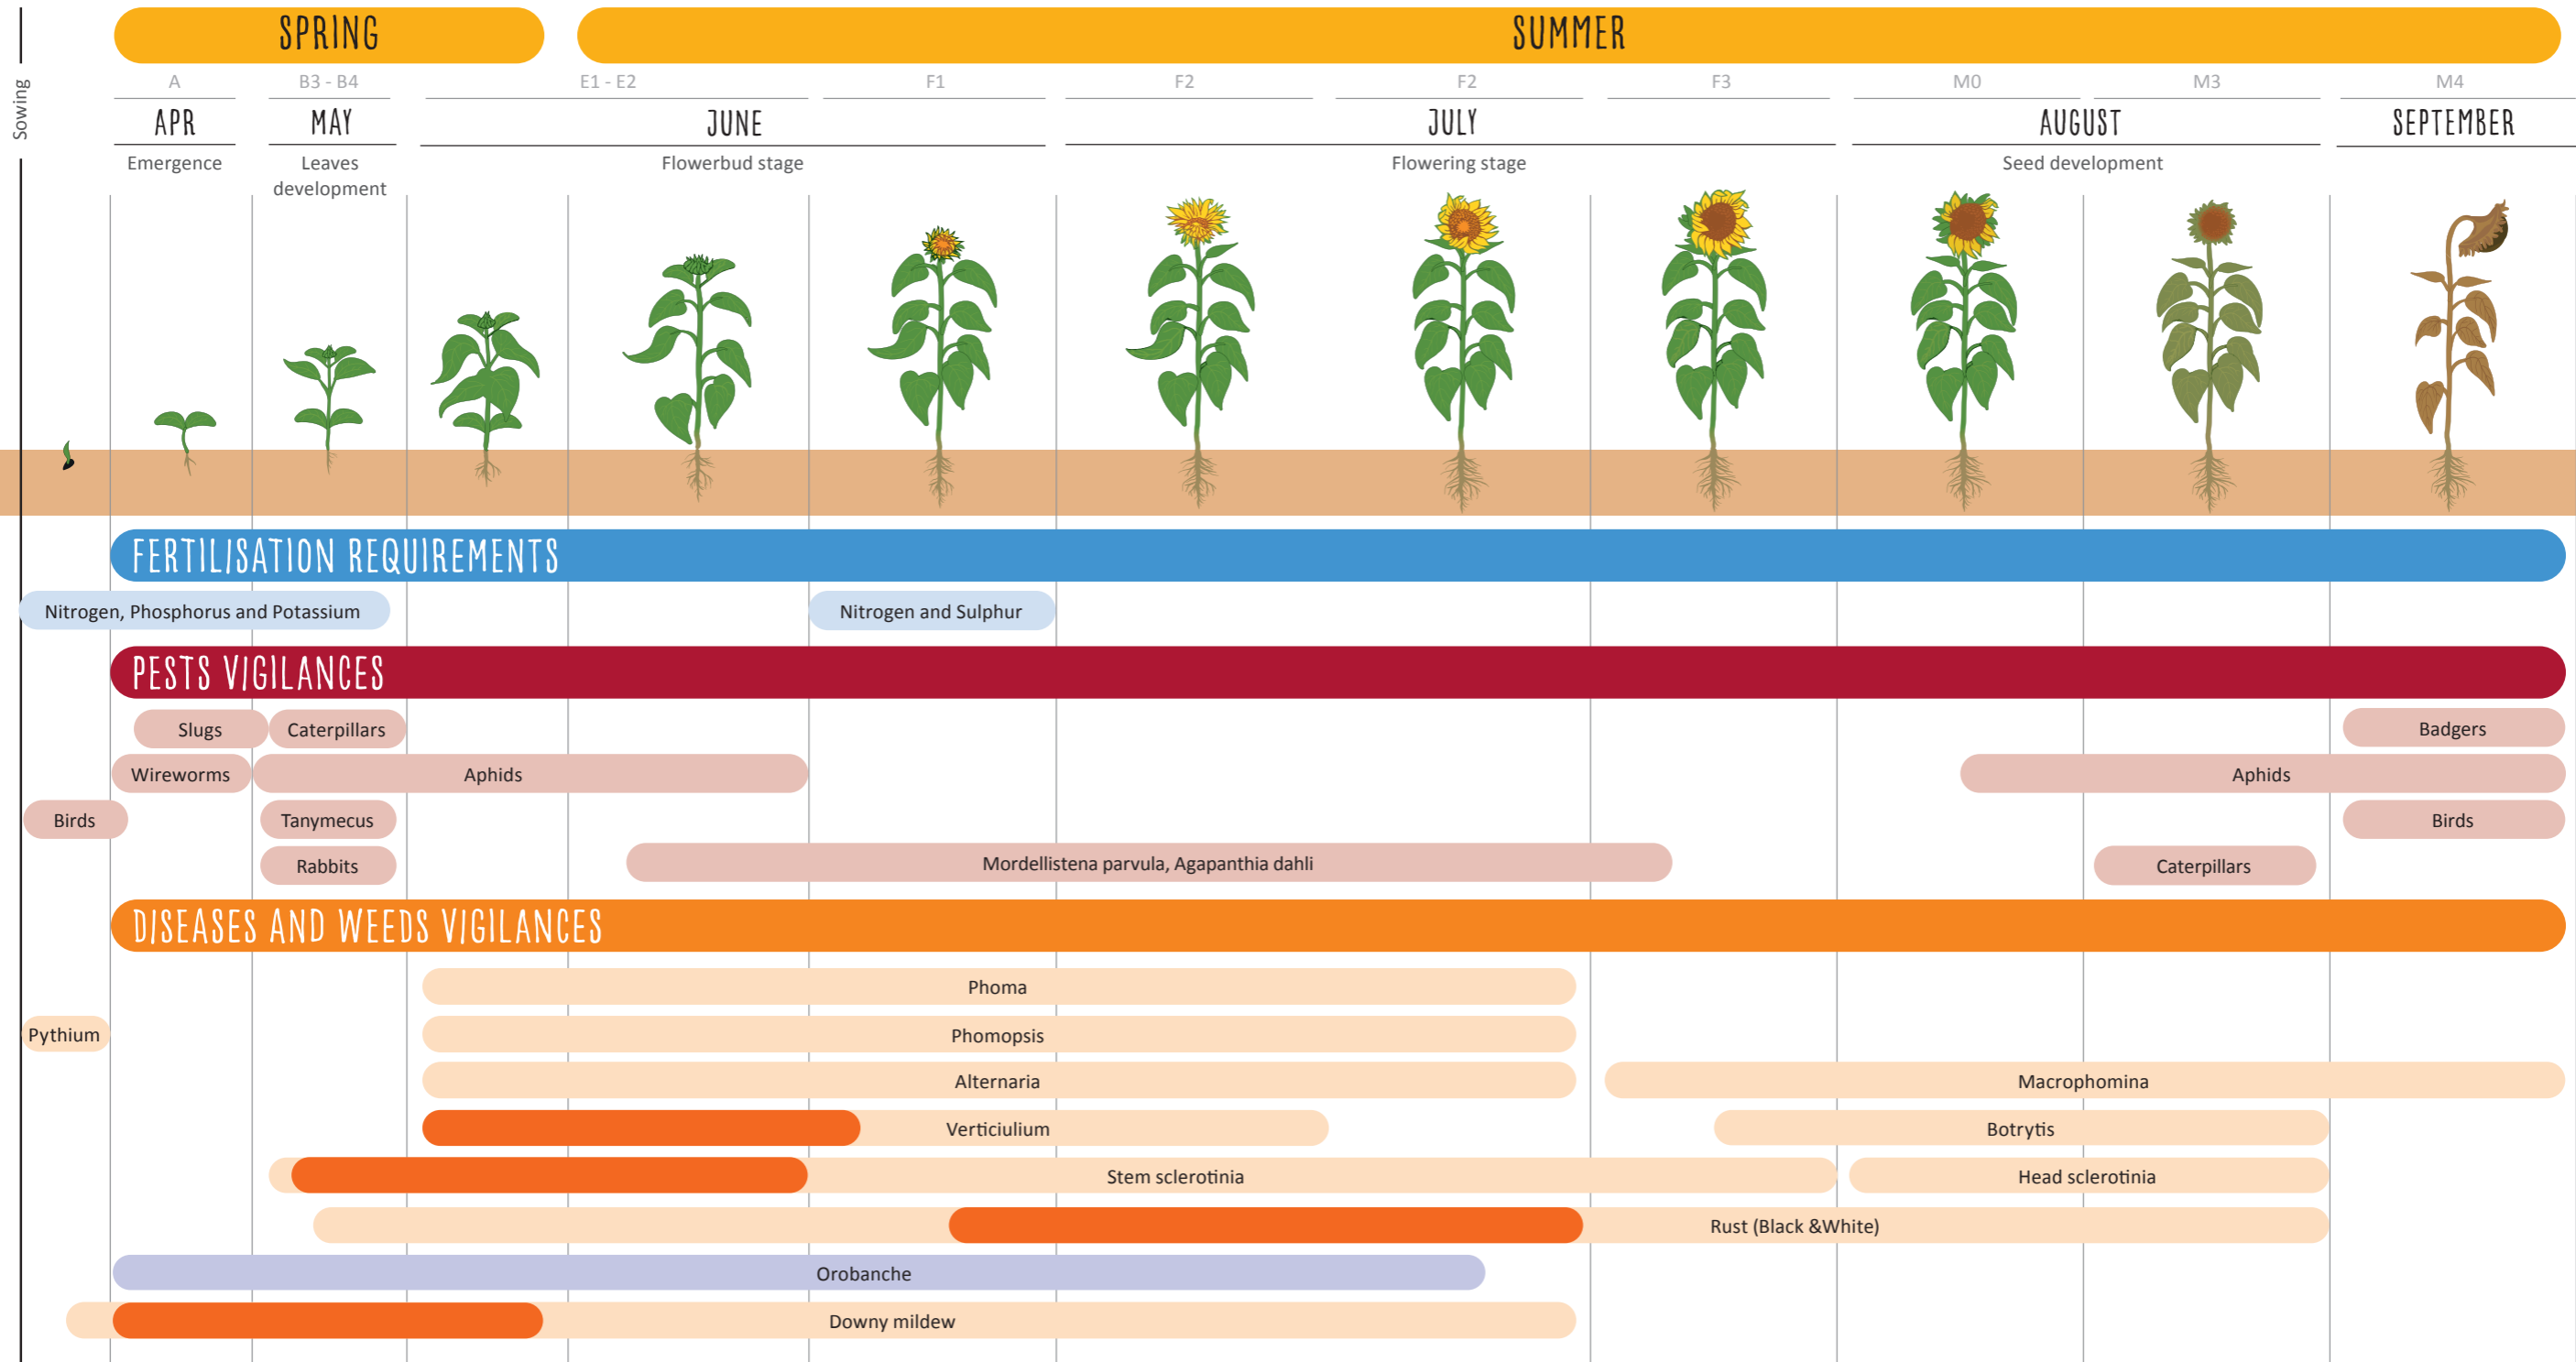 SPRING
SUMMER
Sowing
A
B3 - B4
E1 - E2
F1
F2
F2
F3
M0
M3
M4
APR
MAY
JUNE
JULY
AUGUST
SEPTEMBER
Emergence
Leaves
development
Flowerbud stage
Flowering stage
Seed development
FERTILISATION REQUIREMENTS
Nitrogen, Phosphorus and Potassium
Nitrogen and Sulphur
PESTS VIGILANCES
Slugs
Caterpillars
Badgers
Wireworms
Aphids
Aphids
Birds
Tanymecus
Birds
Rabbits
Mordellistena parvula, Agapanthia dahli
Caterpillars
DISEASES AND WEEDS VIGILANCES
Phoma
Pythium
Phomopsis
Alternaria
Macrophomina
Verticiulium
Botrytis
Stem sclerotinia
Head sclerotinia
Rust (Black &White)
Orobanche
Downy mildew